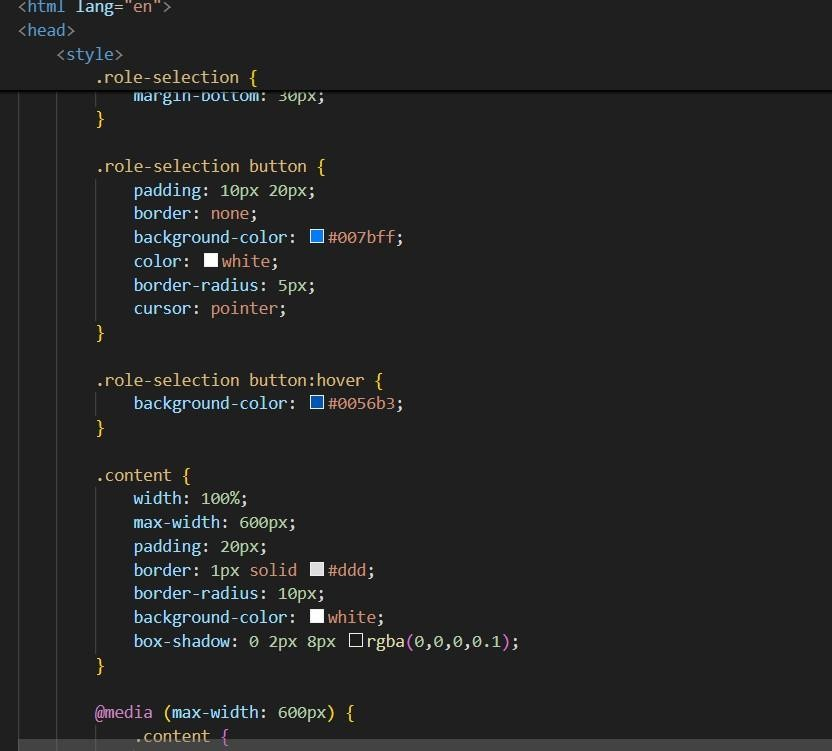 <html lang="en">
<head>
<style>
.role-selection {
margin-bottom: 30px;
}
.role-selection button {
padding: 10px 20px;
border: none;
background-color: #007bff;
color: white;
border-radius: 5px;
cursor: pointer;
}
.role-selection button:hover {
background-color: #0056b3;
}
.content {
width: 100%;
max-width: 600px;
padding: 20px;
border: 1px solid #ddd;
border-radius: 10px;
background-color: white;
box-shadow: 0 2px 8px rgba(0,0,0,0.1);
}
@media (max-width: 600px) {
.content {